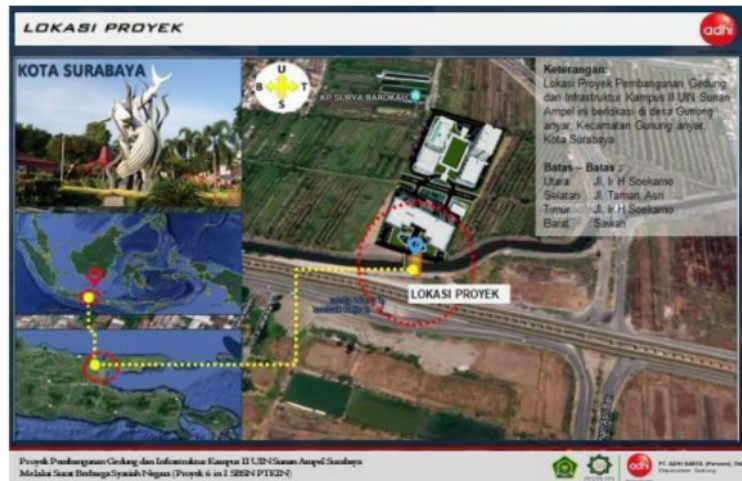 LOKASI PROYEK
adhi
KOTA SURABAYA
U
B T
S
KP SURYA BAROKAH
Keterangan:
Lokasi Proyek Pembangunan Gedung
dan Infrastruktur Kampus II UIN Sunan
Ampel ini berlokasi di desa Gunung
anyar, Kecamatan Gunung anyar,
Kota Surabaya
Batas – Batas :
Utara Jl. Ir H Soekarno
Selatan Jl. Taman Asri
Timur Jl. Ir H Soekarno
Barat Sawah
LOKASI PROYEK
Proyek Pembangunan Gedung dan Infrastruktur Kampus II UIN Sunan Ampel Surabaya
Melalui Surat Berharga Syariah Negara (Proyek 6 in 1 SBSN PTKIN)
adhi
PT. ADHI KARYA (Persero), Tbk
Departemen Gedung